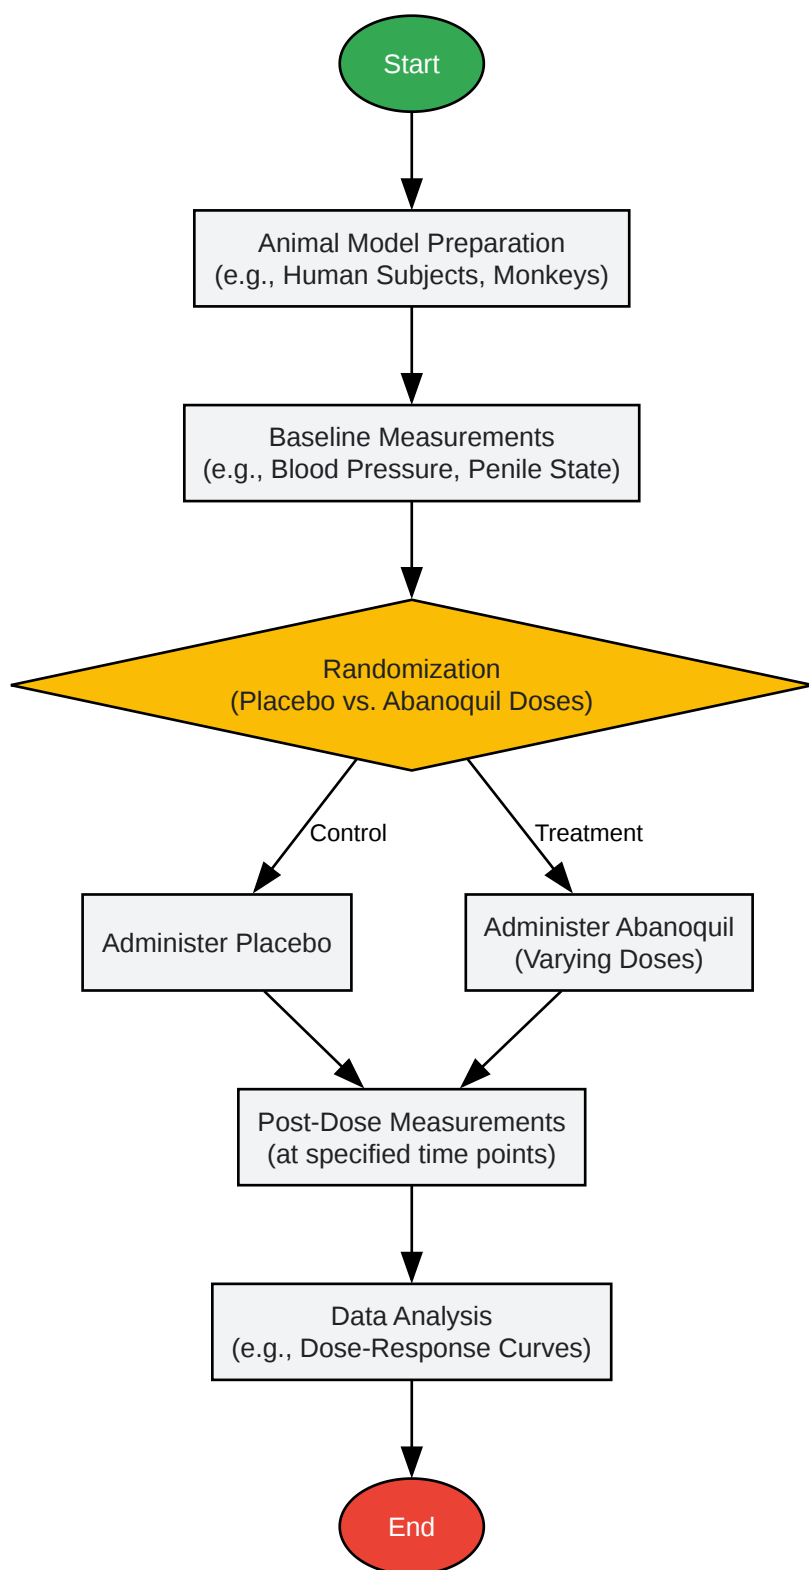 Start
Animal Model Preparation
(e.g., Human Subjects, Monkeys)
Baseline Measurements
(e.g., Blood Pressure, Penile State)
Randomization
(Placebo vs. Abanoquil Doses)
Control
Treatment
Administer Placebo
Administer Abanoquil
(Varying Doses)
Post-Dose Measurements
(at specified time points)
Data Analysis
(e.g., Dose-Response Curves)
End